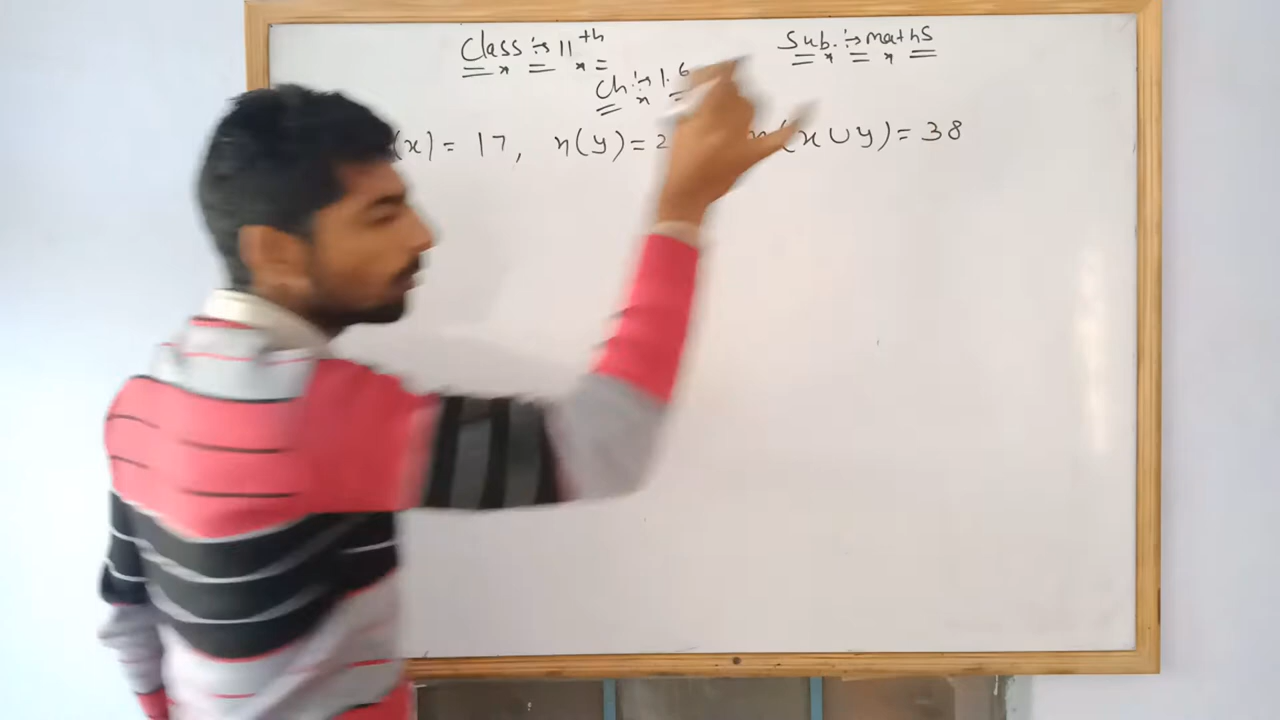 Class :- 11th
Sub. :- maths
Ch. :- 1.6
(x) = 17, n(y) = 2 (x ∪ y) = 38